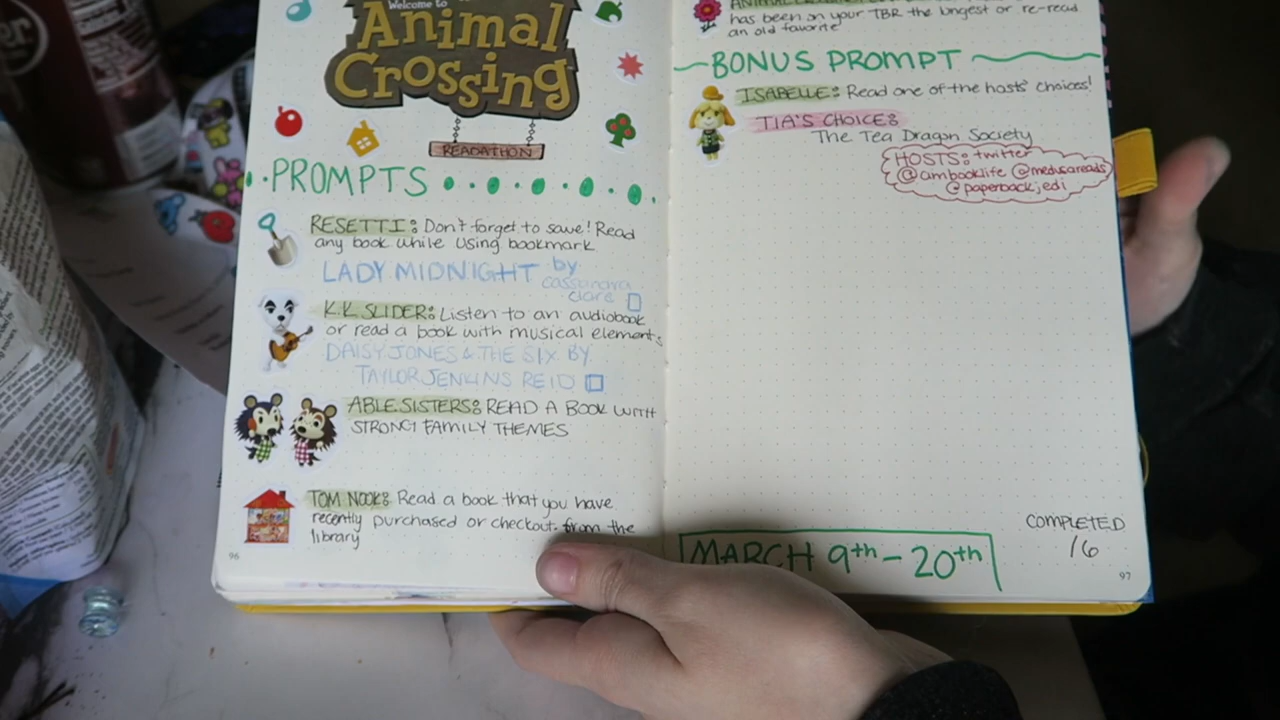 Welcome to
Animal
Crossing
READATHON
PROMPTS
RESETTI: Don't forget to save! Read
any book while using bookmark
LADY MIDNIGHT by
cassandra
clare
K.K. SLIDER: Listen to an audiobook
or read a book with musical elements
DAISY JONES & THE SIX BY
TAYLOR JENKINS REID
ABLE SISTERS: READ A BOOK WITH
STRONG FAMILY THEMES
TOM NOOK: Read a book that you have
recently purchased or checkout from the
library
96
has been on your TBR the longest or re-read
an old favorite
BONUS PROMPT
ISABELLE: Read one of the hosts' choices!
TIA'S CHOICE:
The Tea Dragon Society
HOSTS: twitter
@ambooklife @medusareads
@paperbackjedi
MARCH 9th - 20th
COMPLETED
/6
97